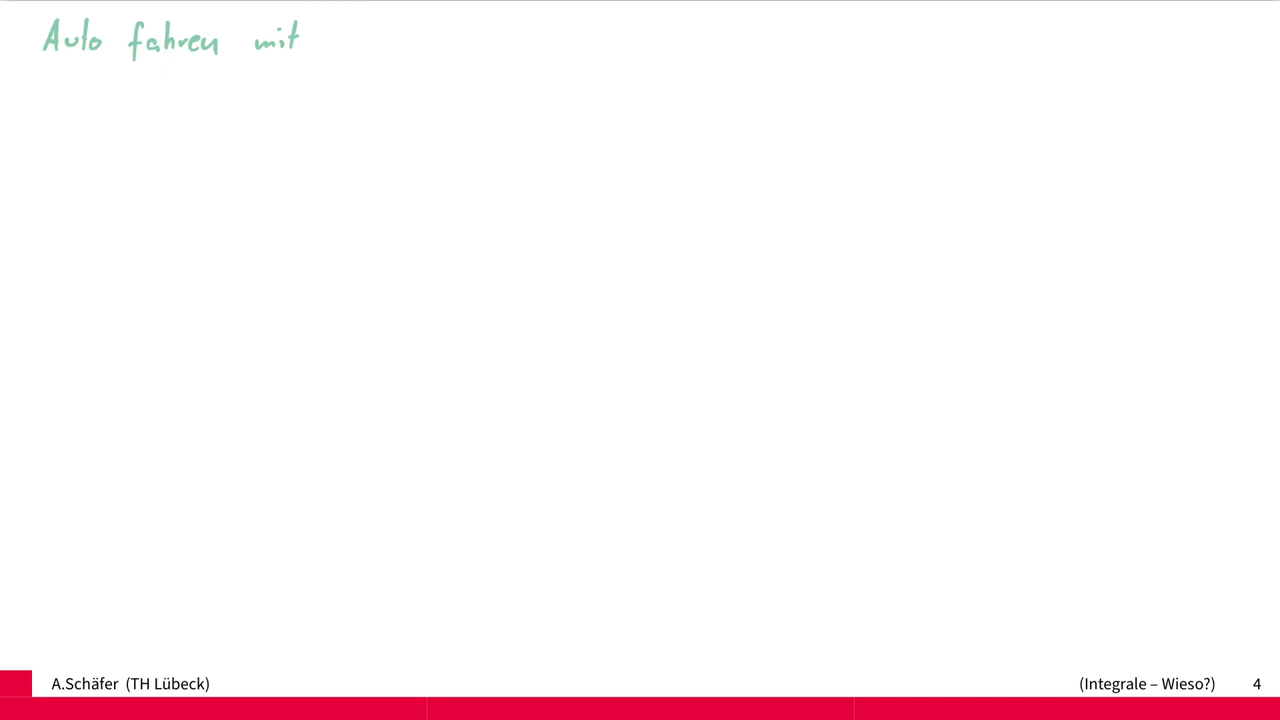 Auto fahren mit
A.Schäfer (TH Lübeck)
(Integrale – Wieso?)
4